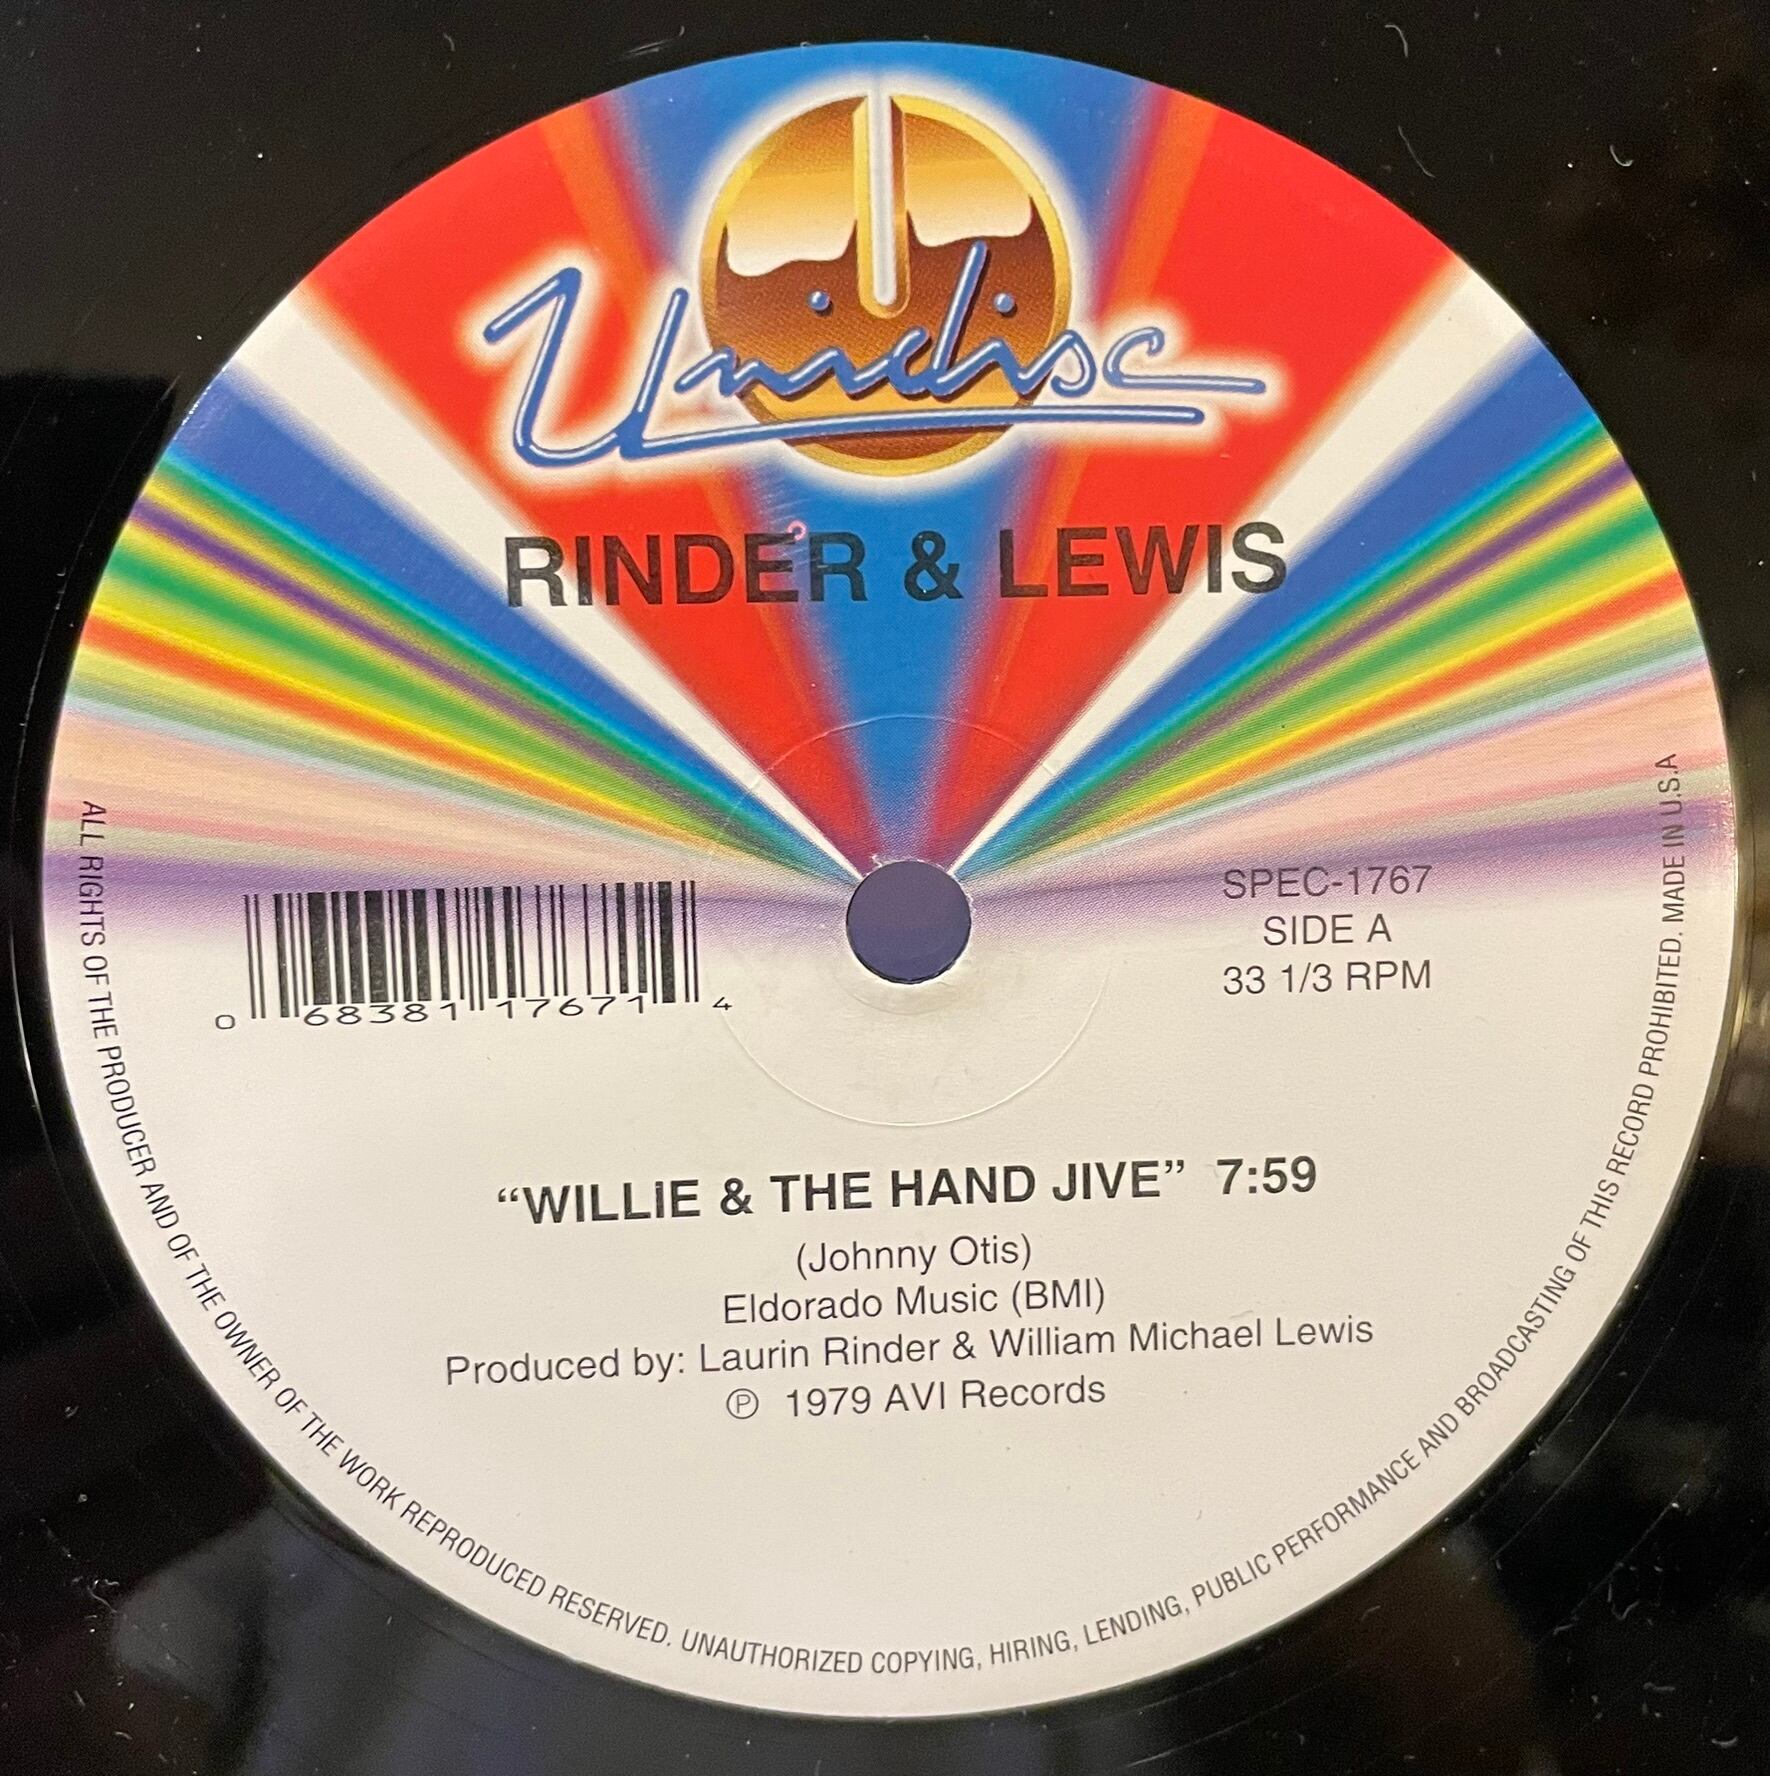 Unidisc
RINDER & LEWIS
SPEC-1767
SIDE A
33 1/3 RPM
0 68381 17671 4
“WILLIE & THE HAND JIVE” 7:59
(Johnny Otis)
Eldorado Music (BMI)
Produced by: Laurin Rinder & William Michael Lewis
Ⓟ 1979 AVI Records
ALL RIGHTS OF THE PRODUCER AND OF THE OWNER OF THE WORK REPRODUCED RESERVED. UNAUTHORIZED COPYING, HIRING, LENDING, PUBLIC PERFORMANCE AND BROADCASTING OF THIS RECORD PROHIBITED. MADE IN U.S.A